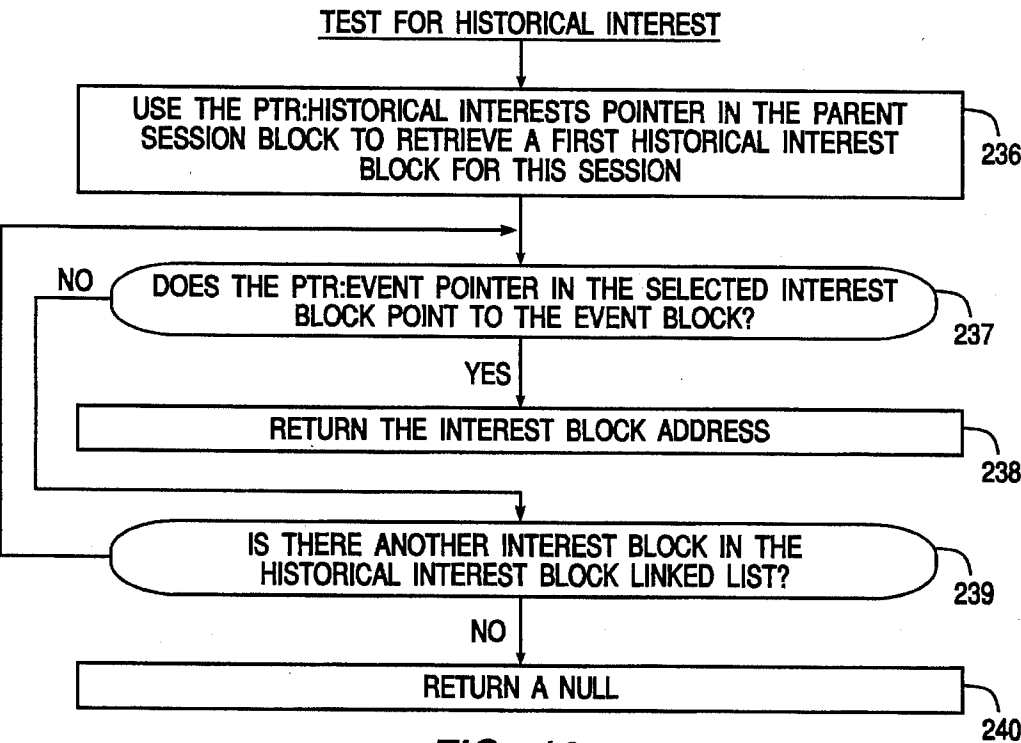 TEST FOR HISTORICAL INTEREST
USE THE PTR:HISTORICAL INTERESTS POINTER IN THE PARENT
SESSION BLOCK TO RETRIEVE A FIRST HISTORICAL INTEREST
BLOCK FOR THIS SESSION
236
NO
DOES THE PTR:EVENT POINTER IN THE SELECTED INTEREST
BLOCK POINT TO THE EVENT BLOCK?
237
YES
RETURN THE INTEREST BLOCK ADDRESS
238
IS THERE ANOTHER INTEREST BLOCK IN THE
HISTORICAL INTEREST BLOCK LINKED LIST?
239
NO
RETURN A NULL
240